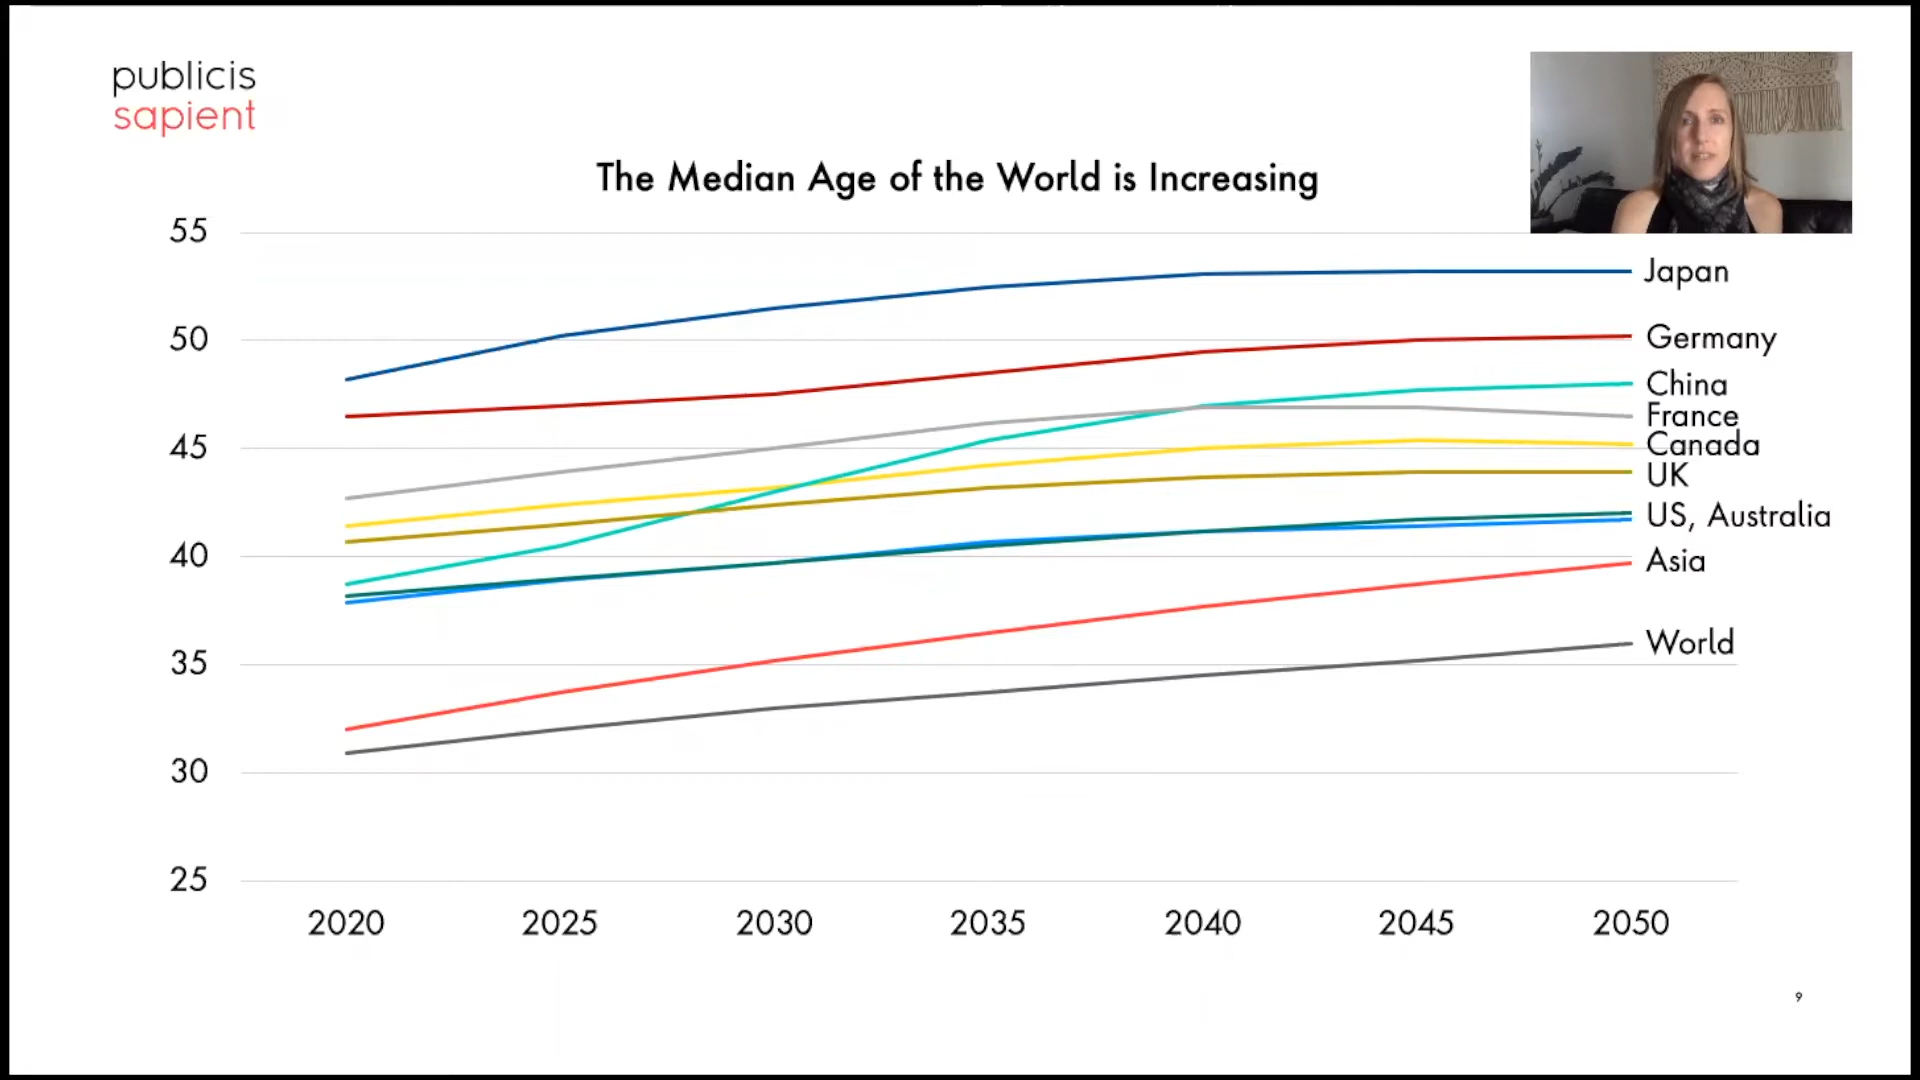 publicis
sapient
The Median Age of the World is Increasing
55
50
45
40
35
30
25
Japan
Germany
China
France
Canada
UK
US, Australia
Asia
World
2020 2025 2030 2035 2040 2045 2050
9